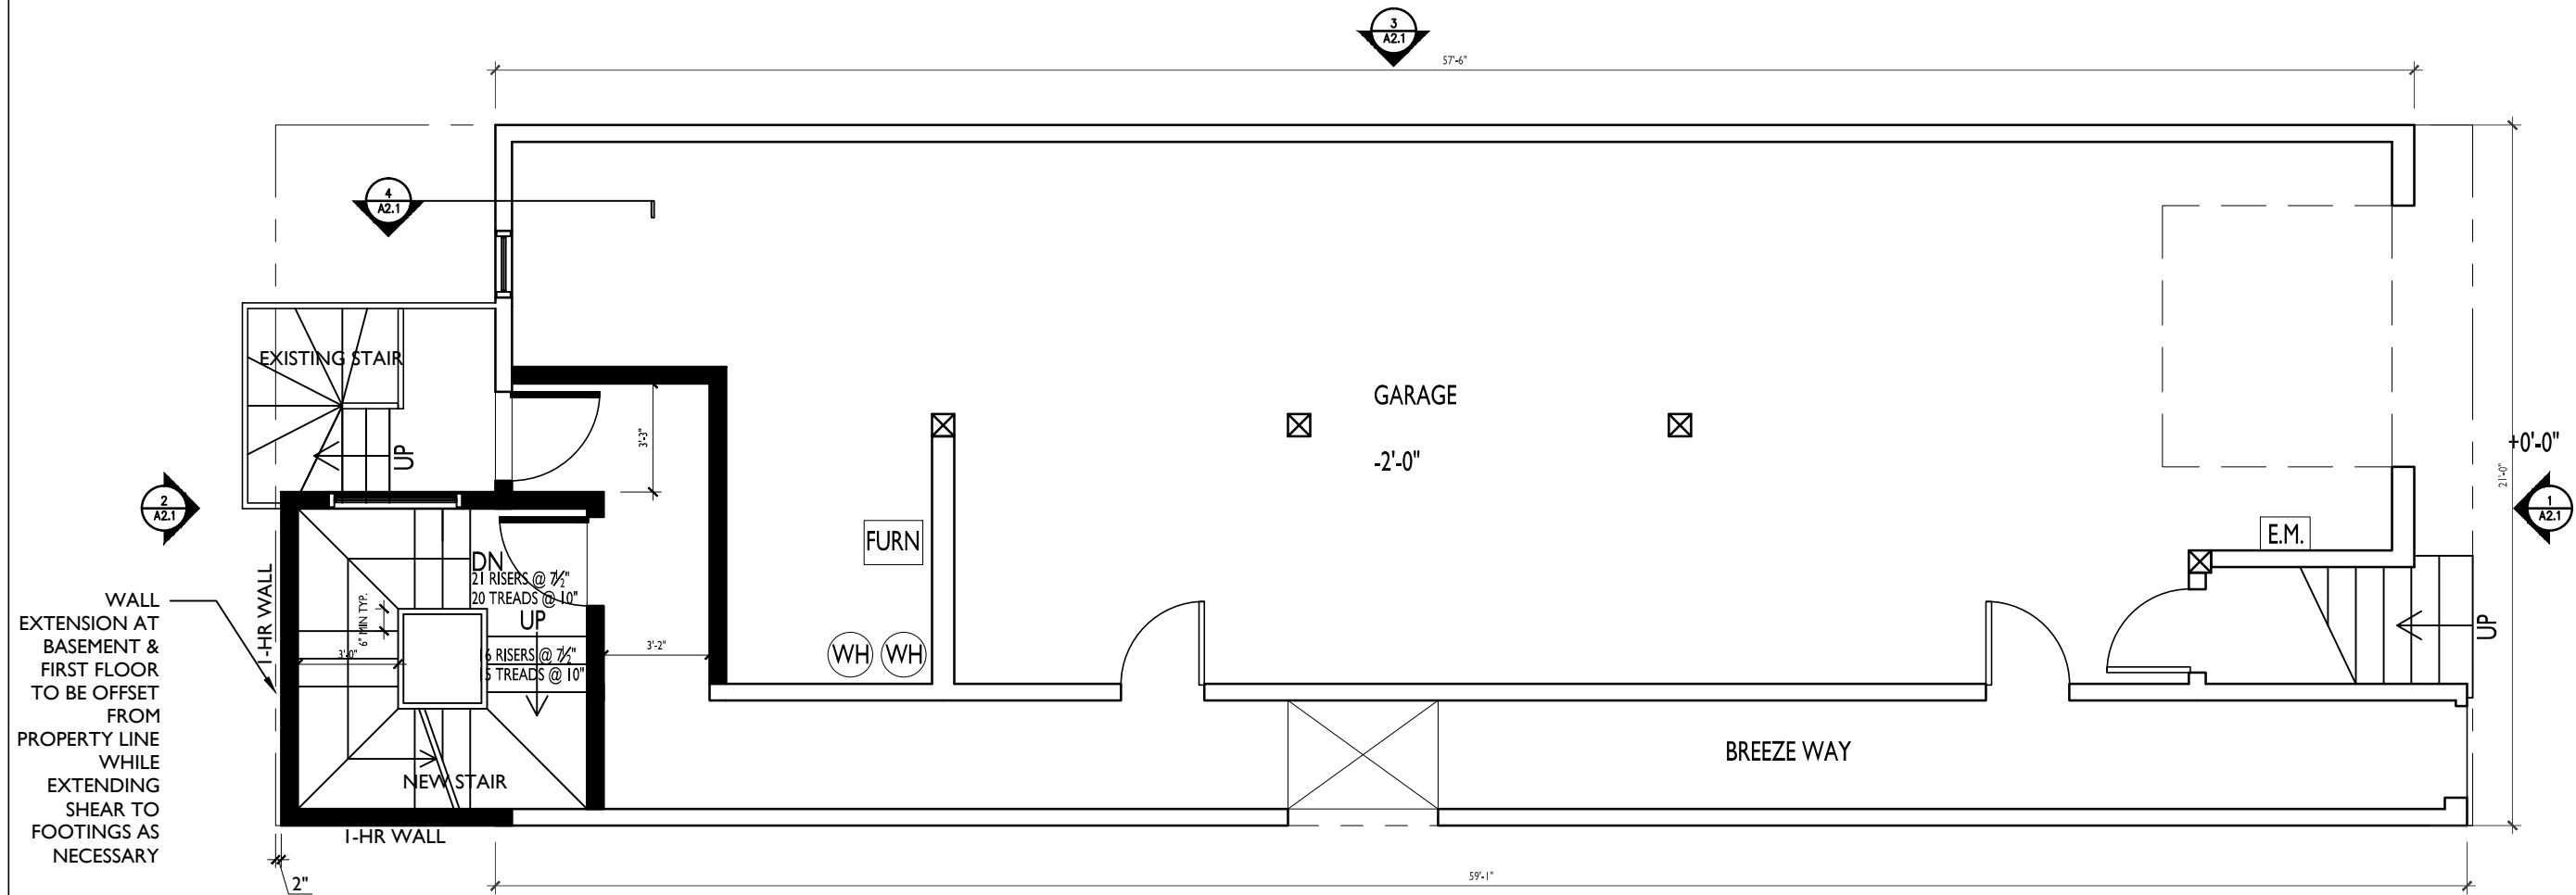 3
A2.1
57'-6"
4
A2.1
EXISTING STAIR
UP
3'-3"
GARAGE
-2'-0"
+0'-0"
21'-0"
2
A2.1
1
A2.1
FURN
E.M.
DN
21 RISERS @ 7½"
20 TREADS @ 10"
UP
16 RISERS @ 7½"
15 TREADS @ 10"
6" MIN TYP.
3'-0"
3'-2"
WH
WH
UP
1-HR WALL
WALL
EXTENSION AT
BASEMENT &
FIRST FLOOR
TO BE OFFSET
FROM
PROPERTY LINE
WHILE
EXTENDING
SHEAR TO
FOOTINGS AS
NECESSARY
BREEZE WAY
NEW STAIR
1-HR WALL
2"
59'-1"